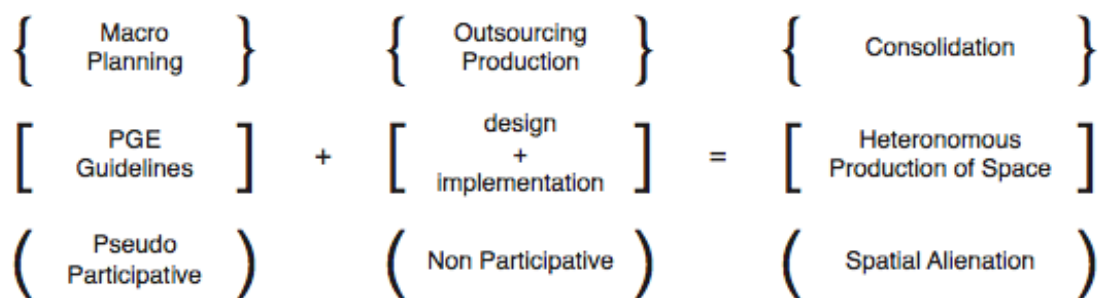 { Macro Planning } { Outsourcing Production } { Consolidation }
[ PGE Guidelines ] + [ design + implementation ] = [ Heteronomous Production of Space ]
( Pseudo Participative ) ( Non Participative ) ( Spatial Alienation )